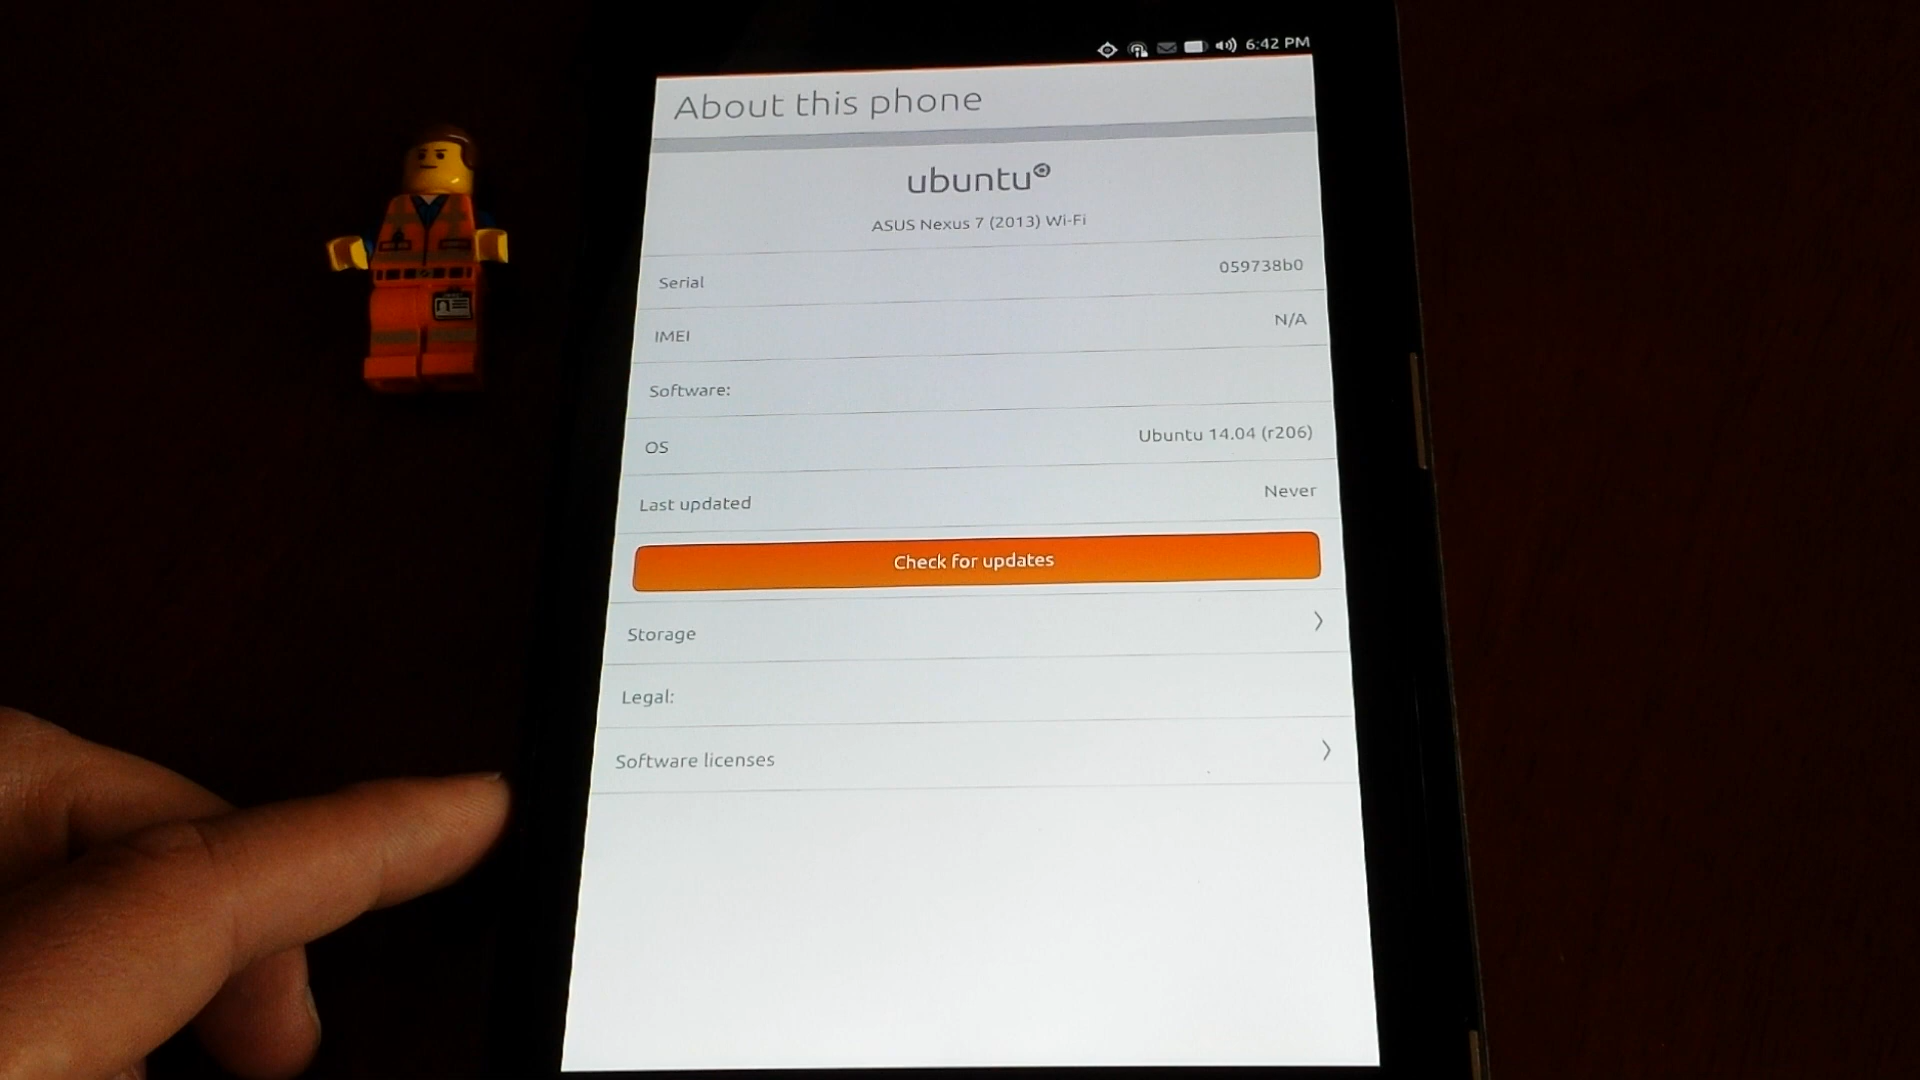 6:42 PM
About this phone
ubuntu
ASUS Nexus 7 (2013) Wi-Fi
Serial 059738b0
IMEI N/A
Software:
OS Ubuntu 14.04 (r206)
Last updated Never
Check for updates
Storage
Legal:
Software licenses